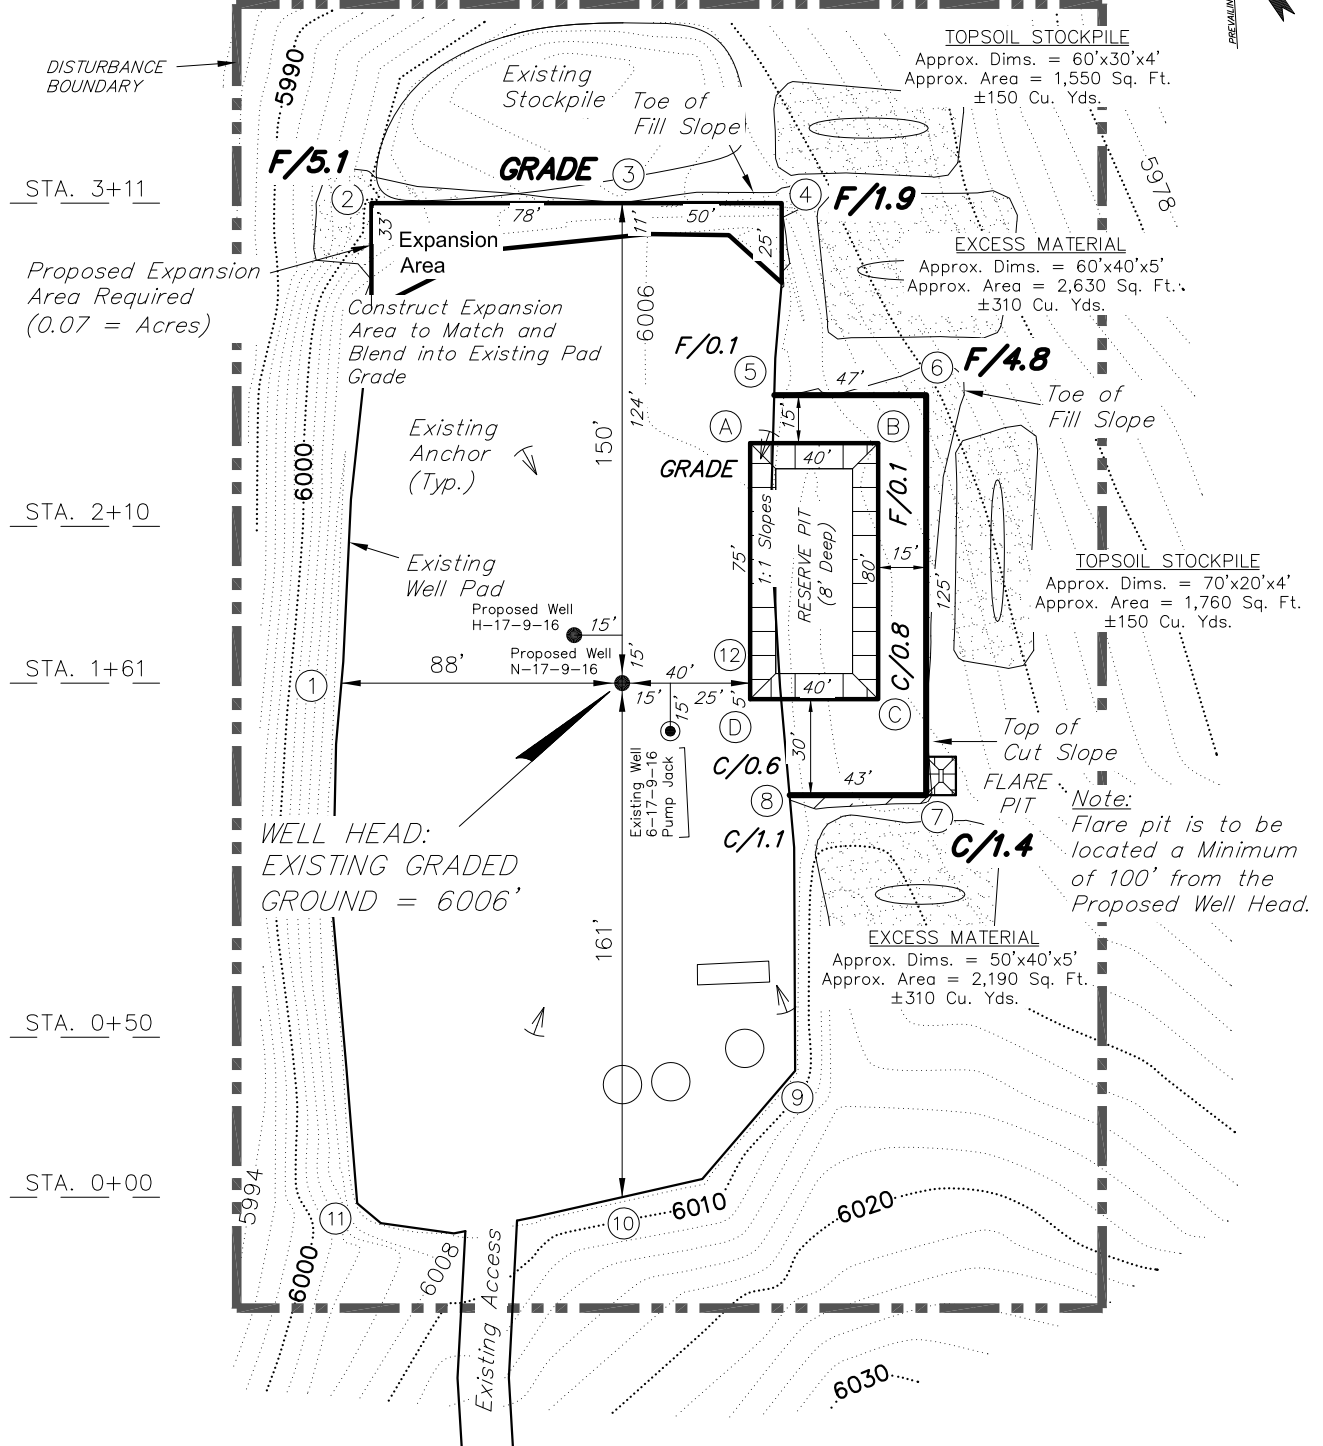 PREVAILIN
DISTURBANCE
BOUNDARY
5990
Existing
Stockpile
Toe of
Fill Slope
TOPSOIL STOCKPILE
Approx. Dims. = 60'x30'x4'
Approx. Area = 1,550 Sq. Ft.
±150 Cu. Yds.
5978
STA. 3+11
F/5.1
GRADE
2
3
4
F/1.9
78'
11'
50'
33'
25'
Expansion
Area
Proposed Expansion
Area Required
(0.07 = Acres)
EXCESS MATERIAL
Approx. Dims. = 60'x40'x5'
Approx. Area = 2,630 Sq. Ft.
±310 Cu. Yds.
Construct Expansion
Area to Match and
Blend into Existing Pad
Grade
6006
F/0.1
5
47'
6
F/4.8
Toe of
Fill Slope
124'
150'
15'
A
B
Existing
Anchor
(Typ.)
GRADE
40'
F/0.1
6000
STA. 2+10
75'
1:1 Slopes
RESERVE PIT
(8' Deep)
80'
15'
125'
Existing
Well Pad
TOPSOIL STOCKPILE
Approx. Dims. = 70'x20'x4'
Approx. Area = 1,760 Sq. Ft.
±150 Cu. Yds.
Proposed Well
H-17-9-16
15'
Proposed Well
N-17-9-16
15'
12
C/0.8
STA. 1+61
1
88'
40'
15'
25'
5'
15'
40'
D
C
30'
Existing Well
6-17-9-16
Pump Jack
C/0.6
43'
8
C/1.1
Top of
Cut Slope
FLARE
PIT
7
C/1.4
Note:
Flare pit is to be
located a Minimum
of 100' from the
Proposed Well Head.
WELL HEAD:
EXISTING GRADED
GROUND = 6006'
161'
EXCESS MATERIAL
Approx. Dims. = 50'x40'x5'
Approx. Area = 2,190 Sq. Ft.
±310 Cu. Yds.
STA. 0+50
9
STA. 0+00
5994
11
10
6010
6020
6000
6008
Existing Access
6030